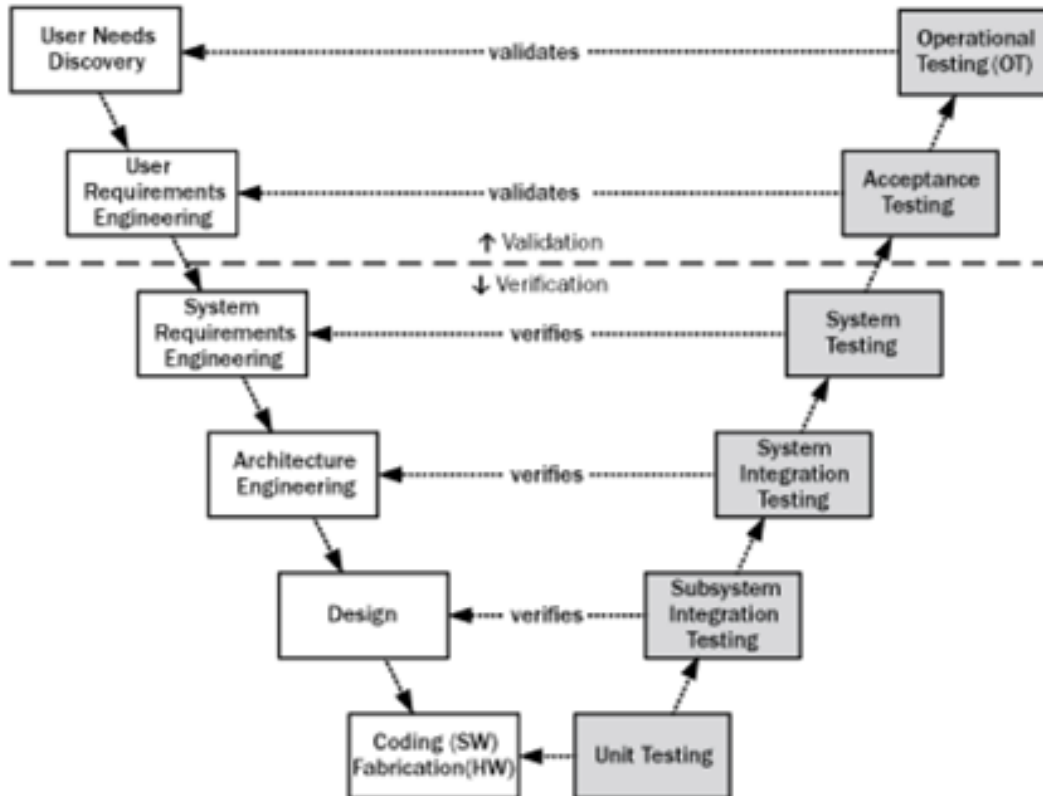 User Needs
Discovery
validates
Operational
Testing (OT)
User
Requirements
Engineering
validates
Acceptance
Testing
↑ Validation
↓ Verification
System
Requirements
Engineering
verifies
System
Testing
Architecture
Engineering
verifies
System
Integration
Testing
Design
verifies
Subsystem
Integration
Testing
Coding (SW)
Fabrication(HW)
Unit Testing